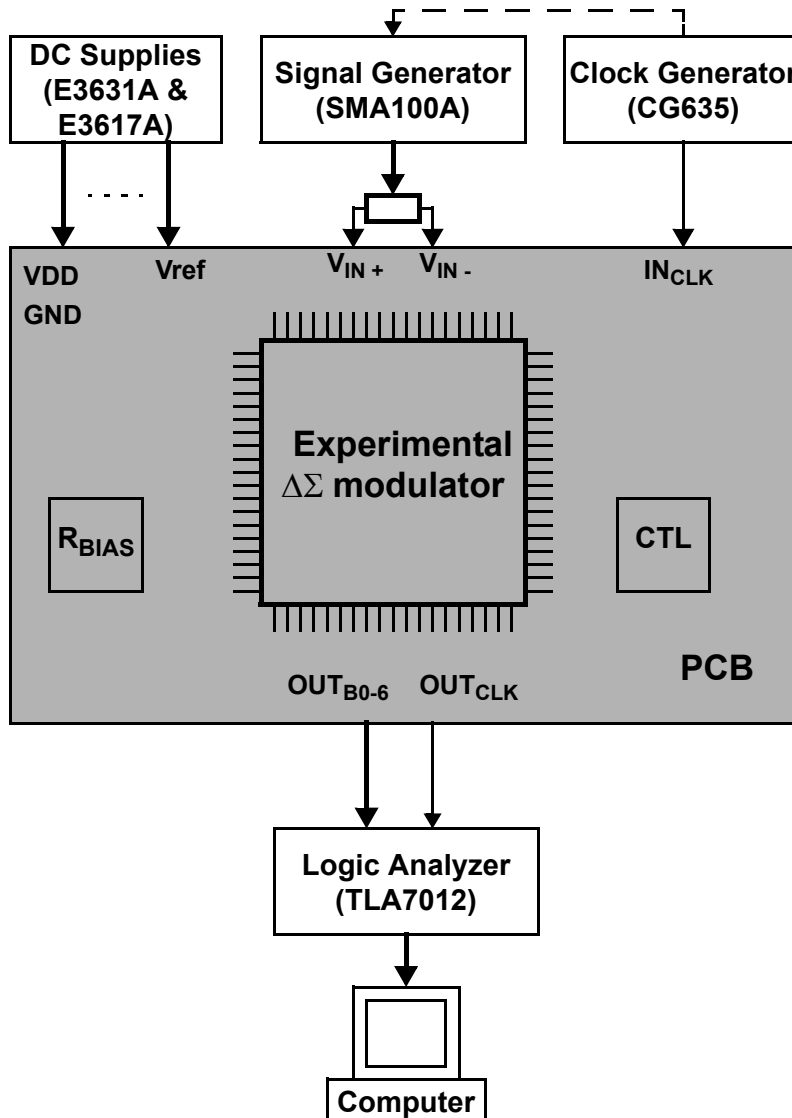 DC Supplies
(E3631A &
E3617A)
Signal Generator
(SMA100A)
Clock Generator
(CG635)
VDD
GND
Vref
VIN +
VIN -
INCLK
Experimental
ΔΣ modulator
RBIAS
CTL
PCB
OUTB0-6
OUTCLK
Logic Analyzer
(TLA7012)
Computer